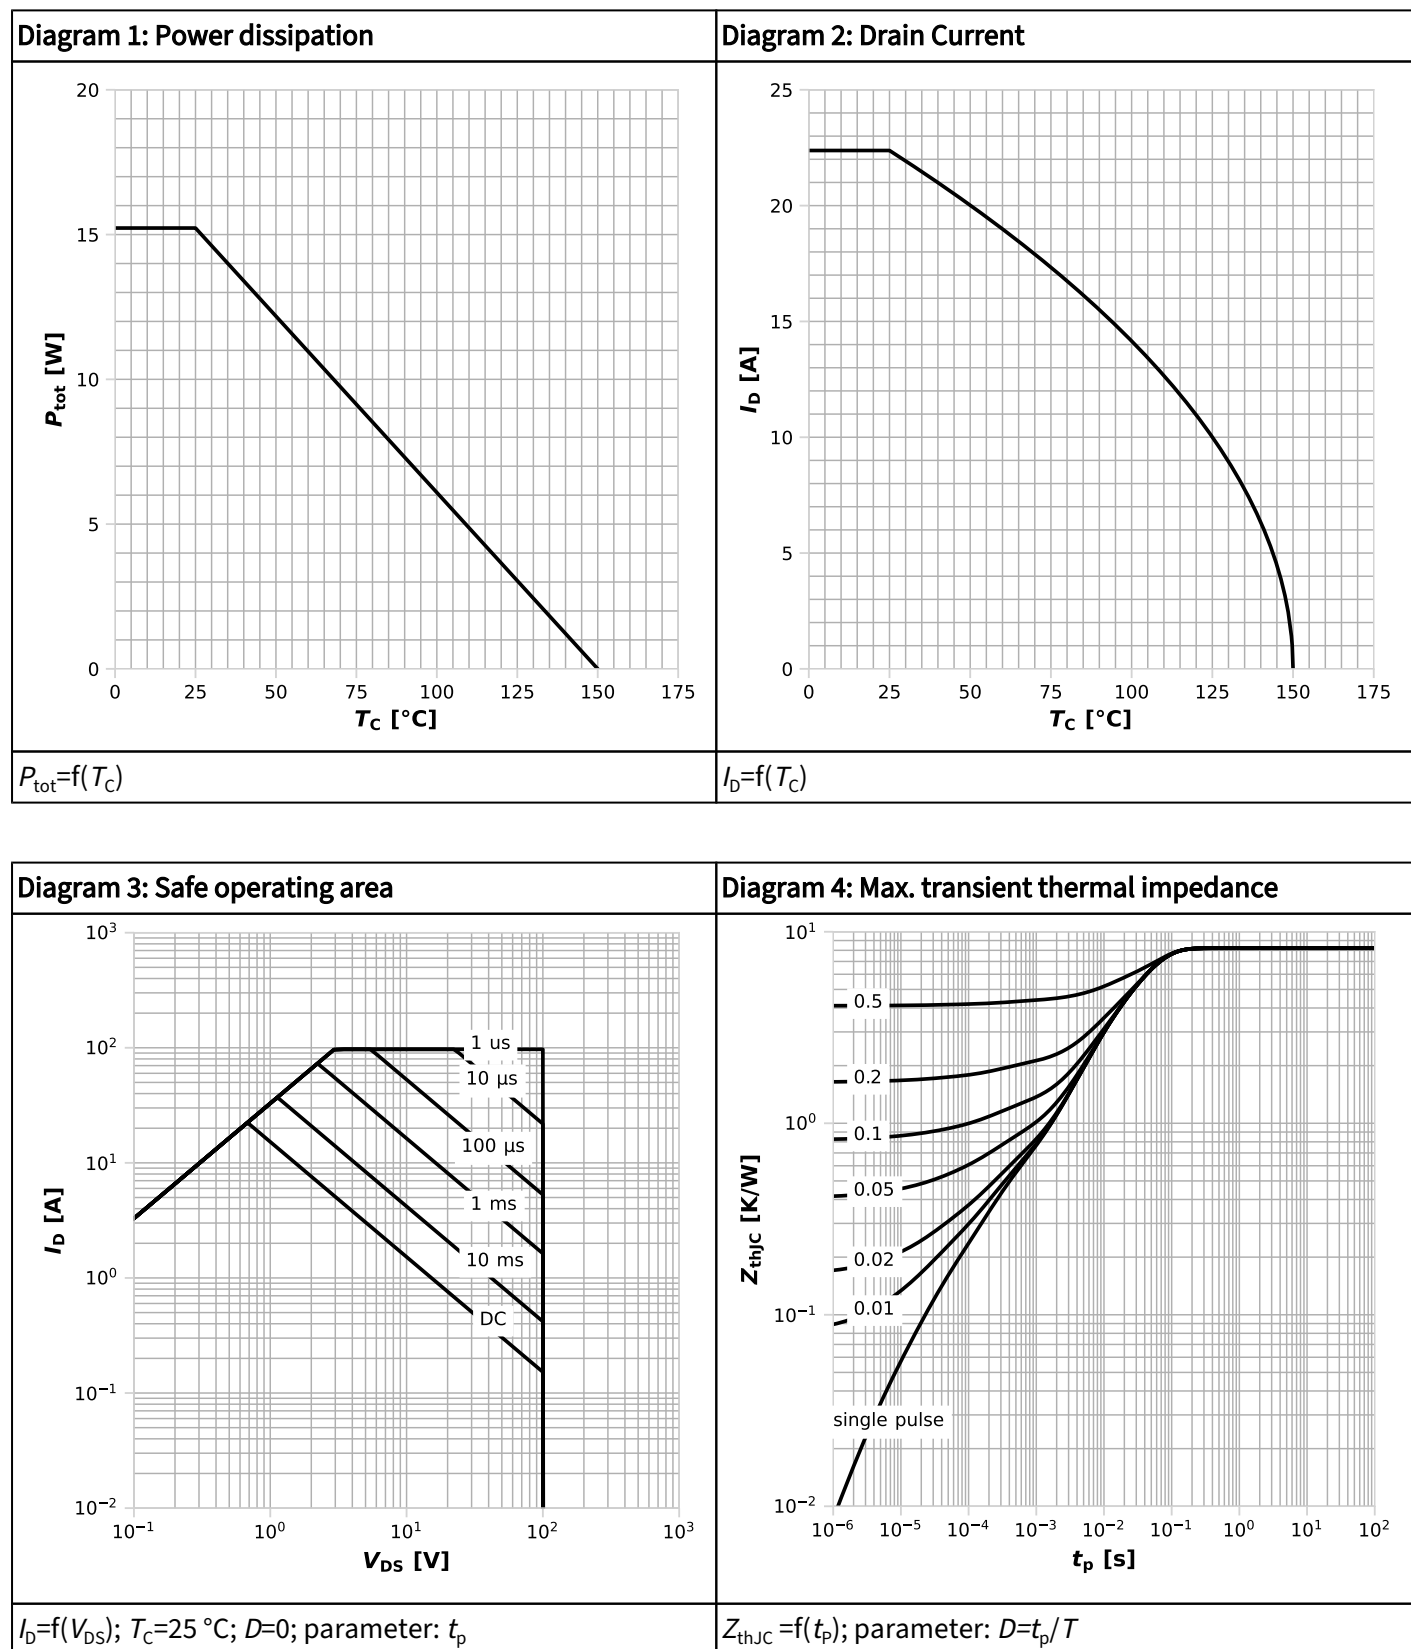 Diagram 1: Power dissipation
Diagram 2: Drain Current
20
15
10
5
0
0 25 50 75 100 125 150 175
Ptot [W]
TC [°C]
25
20
15
10
5
0
0 25 50 75 100 125 150 175
ID [A]
TC [°C]
Ptot=f(TC)
ID=f(TC)
Diagram 3: Safe operating area
Diagram 4: Max. transient thermal impedance
10³
10²
10¹
10⁰
10⁻¹
10⁻²
10⁻¹ 10⁰ 10¹ 10² 10³
1 us
10 µs
100 µs
1 ms
10 ms
DC
ID [A]
VDS [V]
10¹
10⁰
10⁻¹
10⁻²
10⁻⁶ 10⁻⁵ 10⁻⁴ 10⁻³ 10⁻² 10⁻¹ 10⁰ 10¹ 10²
0.5
0.2
0.1
0.05
0.02
0.01
single pulse
ZthJC [K/W]
tp [s]
ID=f(VDS); TC=25 °C; D=0; parameter: tp
ZthJC =f(tP); parameter: D=tp/T